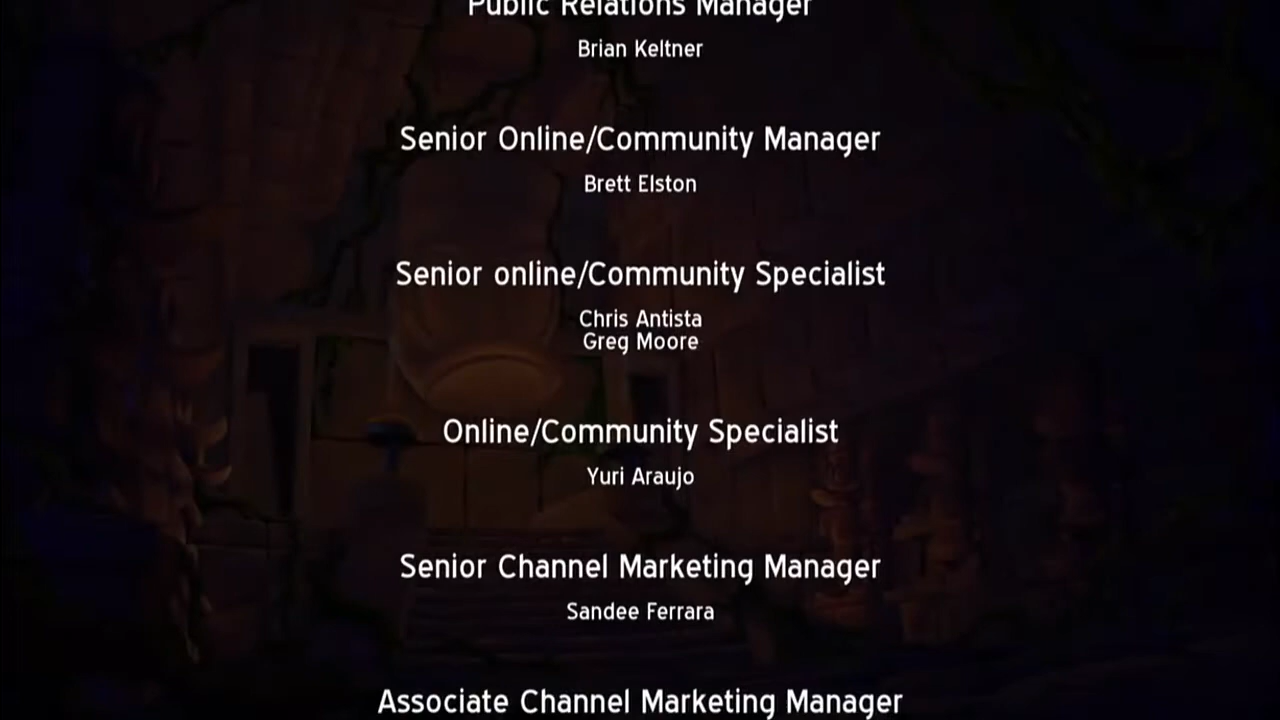 Public Relations Manager
Brian Keltner
Senior Online/Community Manager
Brett Elston
Senior online/Community Specialist
Chris Antista
Greg Moore
Online/Community Specialist
Yuri Araujo
Senior Channel Marketing Manager
Sandee Ferrara
Associate Channel Marketing Manager